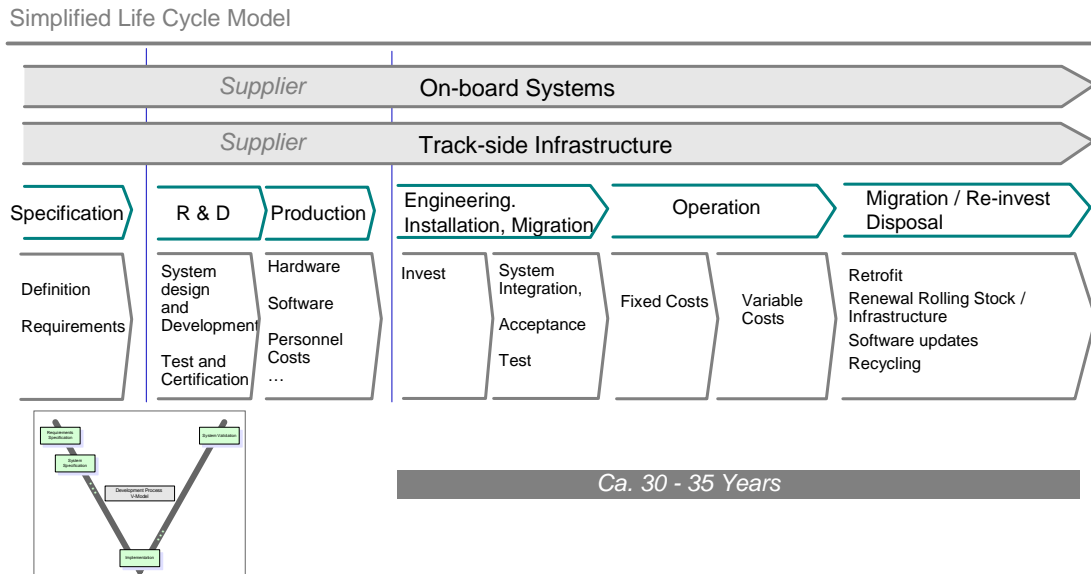 Simplified Life Cycle Model
Supplier
On-board Systems
Supplier
Track-side Infrastructure
Specification
R & D
Production
Engineering.
Installation, Migration
Operation
Migration / Re-invest
Disposal
Definition
Requirements
System
design
and
Development
Test and
Certification
Hardware
Software
Personnel
Costs
…
Invest
System
Integration,
Acceptance
Test
Fixed Costs
Variable
Costs
Retrofit
Renewal Rolling Stock /
Infrastructure
Software updates
Recycling
Requirements
Specification
System Validation
System
Specification
Development Process
V-Model
Implementation
Ca. 30 - 35 Years